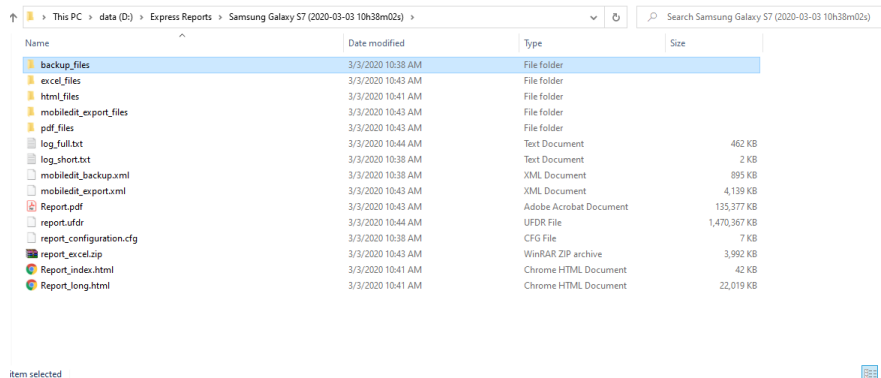 This PC > data (D:) > Express Reports > Samsung Galaxy S7 (2020-03-03 10h38m02s) > Search Samsung Galaxy S7 (2020-03-03 10h38m02s)
Name Date modified Type Size
backup_files 3/3/2020 10:38 AM File folder
excel_files 3/3/2020 10:43 AM File folder
html_files 3/3/2020 10:41 AM File folder
mobiledit_export_files 3/3/2020 10:43 AM File folder
pdf_files 3/3/2020 10:43 AM File folder
log_full.txt 3/3/2020 10:44 AM Text Document 462 KB
log_short.txt 3/3/2020 10:38 AM Text Document 2 KB
mobiledit_backup.xml 3/3/2020 10:38 AM XML Document 895 KB
mobiledit_export.xml 3/3/2020 10:43 AM XML Document 4,139 KB
Report.pdf 3/3/2020 10:43 AM Adobe Acrobat Document 135,377 KB
report.ufdr 3/3/2020 10:44 AM UFDR File 1,470,367 KB
report_configuration.cfg 3/3/2020 10:38 AM CFG File 7 KB
report_excel.zip 3/3/2020 10:43 AM WinRAR ZIP archive 3,992 KB
Report_index.html 3/3/2020 10:41 AM Chrome HTML Document 42 KB
Report_long.html 3/3/2020 10:41 AM Chrome HTML Document 22,019 KB
item selected